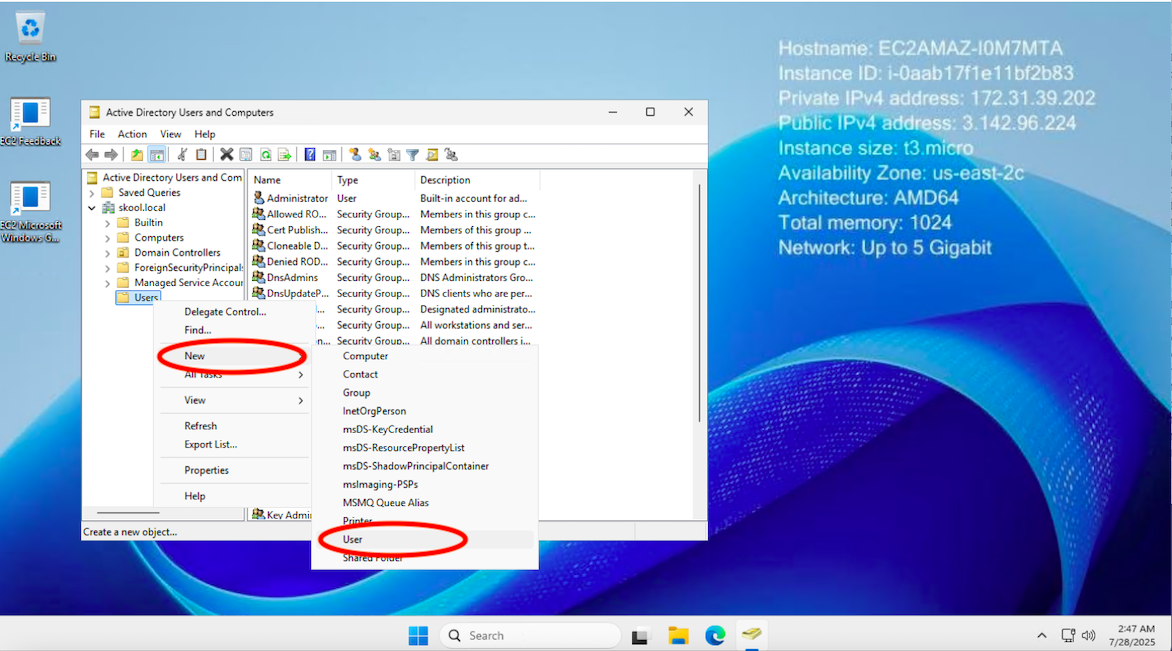 Recycle Bin
EC2 Feedback
EC2 Microsoft
Windows G...
Hostname: EC2AMAZ-I0M7MTA
Instance ID: i-0aab17f1e11bf2b83
Private IPv4 address: 172.31.39.202
Public IPv4 address: 3.142.96.224
Instance size: t3.micro
Availability Zone: us-east-2c
Architecture: AMD64
Total memory: 1024
Network: Up to 5 Gigabit
Active Directory Users and Computers
File Action View Help
Active Directory Users and Com
Saved Queries
skool.local
Builtin
Computers
Domain Controllers
ForeignSecurityPrincipals
Managed Service Accour
Users
Name Type Description
Administrator User Built-in account for ad...
Allowed RO... Security Group... Members in this group c...
Cert Publish... Security Group... Members of this group ...
Cloneable D... Security Group... Members of this group t...
Denied ROD... Security Group... Members in this group c...
DnsAdmins Security Group... DNS Administrators Gro...
DnsUpdateP... Security Group... DNS clients who are per...
... Security Group... Designated administrato...
... Security Group... All workstations and ser...
... Security Group... All domain controllers i...
Key Admi
Delegate Control...
Find...
New
All Tasks
View
Refresh
Export List...
Properties
Help
Computer
Contact
Group
InetOrgPerson
msDS-KeyCredential
msDS-ResourcePropertyList
msDS-ShadowPrincipalContainer
msImaging-PSPs
MSMQ Queue Alias
Printer
User
Shared Folder
Create a new object...
Search
2:47 AM
7/28/2025